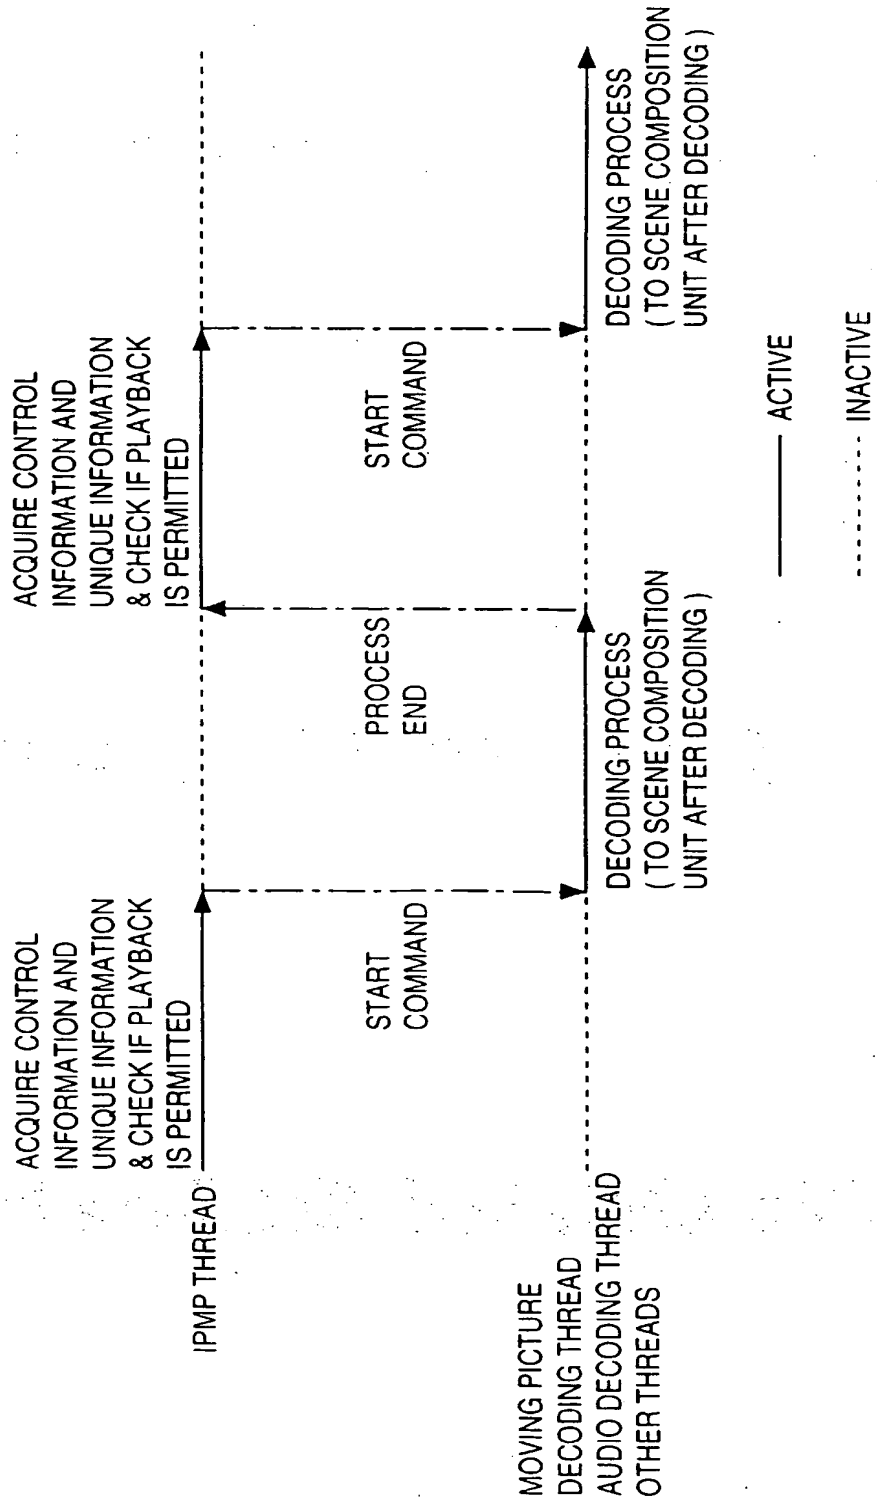 ACQUIRE CONTROL
INFORMATION AND
UNIQUE INFORMATION
& CHECK IF PLAYBACK
IS PERMITTED
ACQUIRE CONTROL
INFORMATION AND
UNIQUE INFORMATION
& CHECK IF PLAYBACK
IS PERMITTED
IPMP THREAD
START
COMMAND
PROCESS
END
START
COMMAND
MOVING PICTURE
DECODING THREAD
AUDIO DECODING THREAD
OTHER THREADS
DECODING PROCESS
( TO SCENE COMPOSITION
UNIT AFTER DECODING )
DECODING PROCESS
( TO SCENE COMPOSITION
UNIT AFTER DECODING )
ACTIVE
INACTIVE